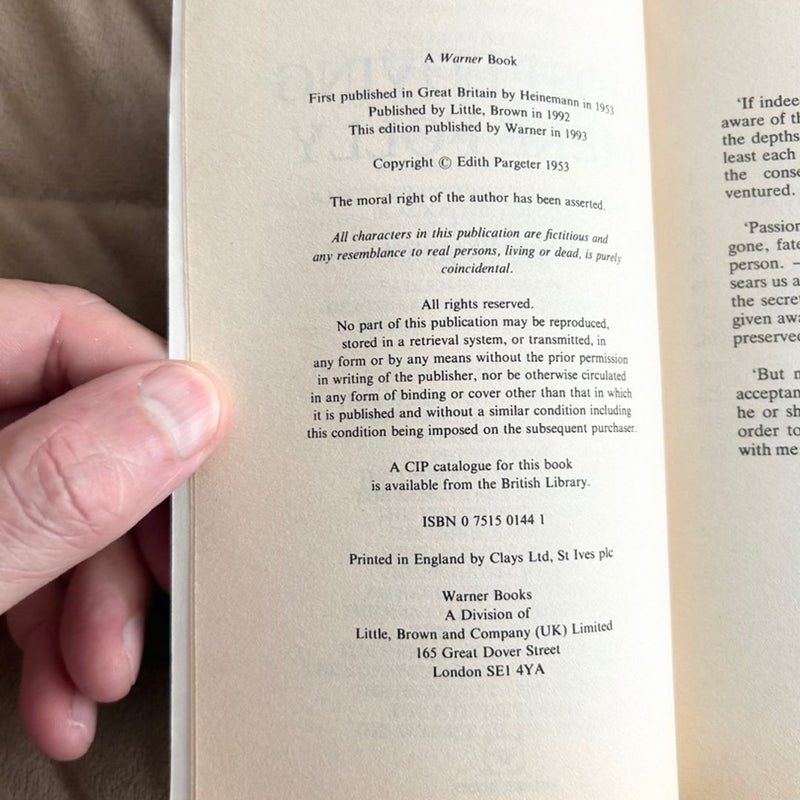 A Warner Book
First published in Great Britain by Heinemann in 1953
Published by Little, Brown in 1992
This edition published by Warner in 1993
Copyright © Edith Pargeter 1953
The moral right of the author has been asserted.
All characters in this publication are fictitious and
any resemblance to real persons, living or dead, is purely
coincidental.
All rights reserved.
No part of this publication may be reproduced,
stored in a retrieval system, or transmitted, in
any form or by any means without the prior permission
in writing of the publisher, nor be otherwise circulated
in any form of binding or cover other than that in which
it is published and without a similar condition including
this condition being imposed on the subsequent purchaser.
A CIP catalogue for this book
is available from the British Library.
ISBN 0 7515 0144 1
Printed in England by Clays Ltd, St Ives plc
Warner Books
A Division of
Little, Brown and Company (UK) Limited
165 Great Dover Street
London SE1 4YA
'If
aware of
the depths
least each
the
ventured.
'Passion
gone,
person. –
sears us
the
given
'But
he or
order to
with me